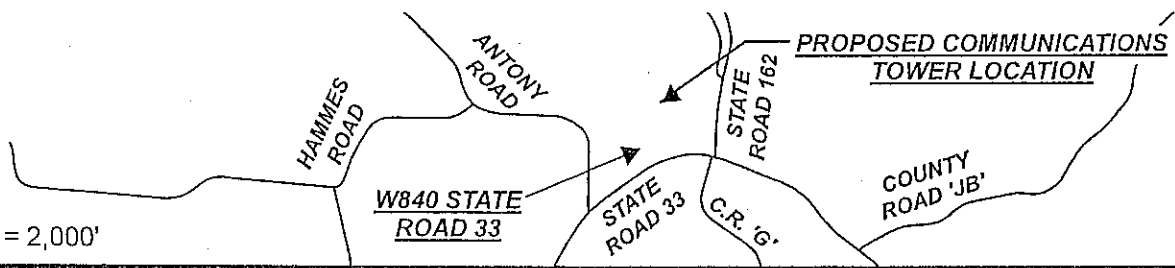 PROPOSED COMMUNICATIONS
TOWER LOCATION
ANTONY
ROAD
STATE
ROAD 162
HAMMES
ROAD
W840 STATE
ROAD 33
STATE
ROAD 33
C.R. 'G'
COUNTY
ROAD 'JB'
= 2,000'